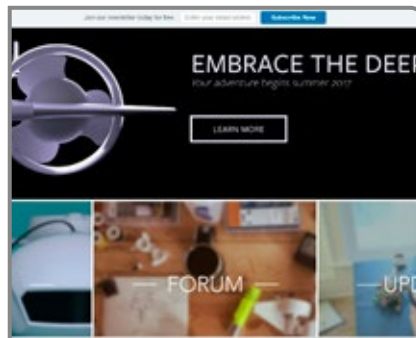 Join our newsletter today for free.
Subscribe Now
EMBRACE THE DEEP
Your adventure begins summer 2017
LEARN MORE
FORUM
UPD